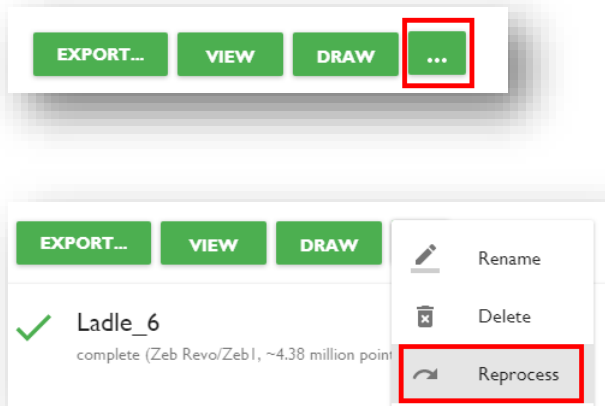 EXPORT... VIEW DRAW ...
EXPORT... VIEW DRAW
Rename
Ladle_6
Delete
complete (Zeb Revo/Zeb1, ~4.38 million point
Reprocess